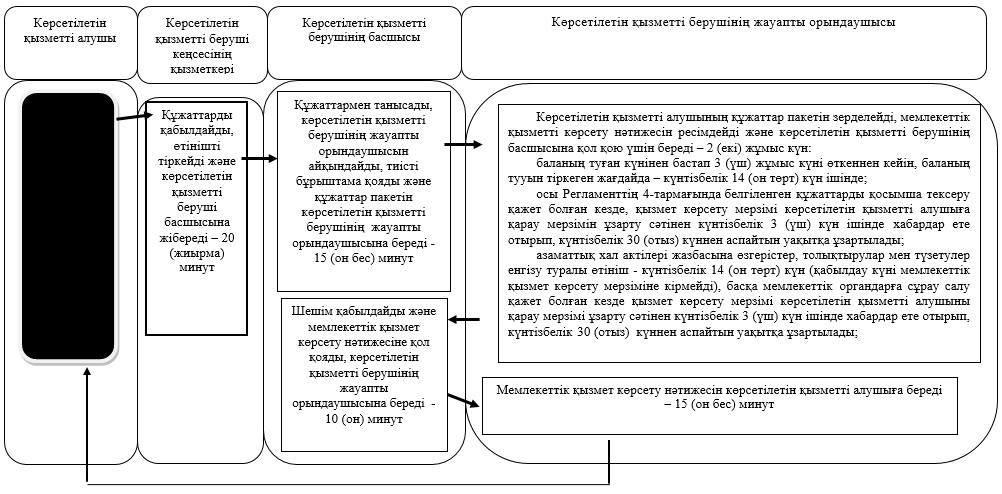 Көрсетілетін
қызметті алушы
Көрсетілетін
қызметті беруші
кеңсесінің
қызметкері
Көрсетілетін қызметті
берушінің басшысы
Көрсетілетін қызметті берушінің жауапты орындаушысы
Құжаттарды
қабылдайды,
өтінішті
тіркейді және
көрсетілетін
қызметті
беруші
басшысына
жібереді – 20
(жиырма)
минут
Құжаттармен танысады,
көрсетілетін қызметті
берушінің жауапты
орындаушысын
айқындайды, тиісті
бұрыштама қояды және
құжаттар пакетін
көрсетілетін қызметті
берушінің жауапты
орындаушысына береді -
15 (он бес) минут
Көрсетілетін қызметті алушының құжаттар пакетін зерделейді, мемлекеттік
қызметті көрсету нәтижесін ресімдейді және көрсетілетін қызметті берушінің
басшысына қол қою үшін береді – 2 (екі) жұмыс күн:
баланың туған күнінен бастап 3 (үш) жұмыс күні өткеннен кейін, баланың
тууын тіркеген жағдайда – күнтізбелік 14 (он төрт) күн ішінде;
осы Регламенттің 4-тармағында белгіленген құжаттарды қосымша тексеру
қажет болған кезде, қызмет көрсету мерзімі көрсетілетін қызметті алушыға
қарау мерзімін ұзарту сәтінен күнтізбелік 3 (үш) күн ішінде хабардар ете
отырып, күнтізбелік 30 (отыз) күннен аспайтын уақытқа ұзартылады;
азаматтық хал актілері жазбасына өзгерістер, толықтырулар мен түзетулер
енгізу туралы өтініш - күнтізбелік 14 (он төрт) күн (қабылдау күні мемлекеттік
қызмет көрсету мерзіміне кірмейді), басқа мемлекеттік органдарға сұрау салу
қажет болған кезде қызмет көрсету мерзімі көрсетілетін қызметті алушыны
қарау мерзімі ұзарту сәтінен күнтізбелік 3 (үш) күн ішінде хабардар ете отырып,
күнтізбелік 30 (отыз) күннен аспайтын уақытқа ұзартылады;
Шешім қабылдайды және
мемлекеттік қызмет
көрсету нәтижесіне қол
қояды, көрсетілетін
қызметті берушінің
жауапты
орындаушысына береді -
10 (он) минут
Мемлекеттік қызмет көрсету нәтижесін көрсетілетін қызметті алушыға береді
– 15 (он бес) минут